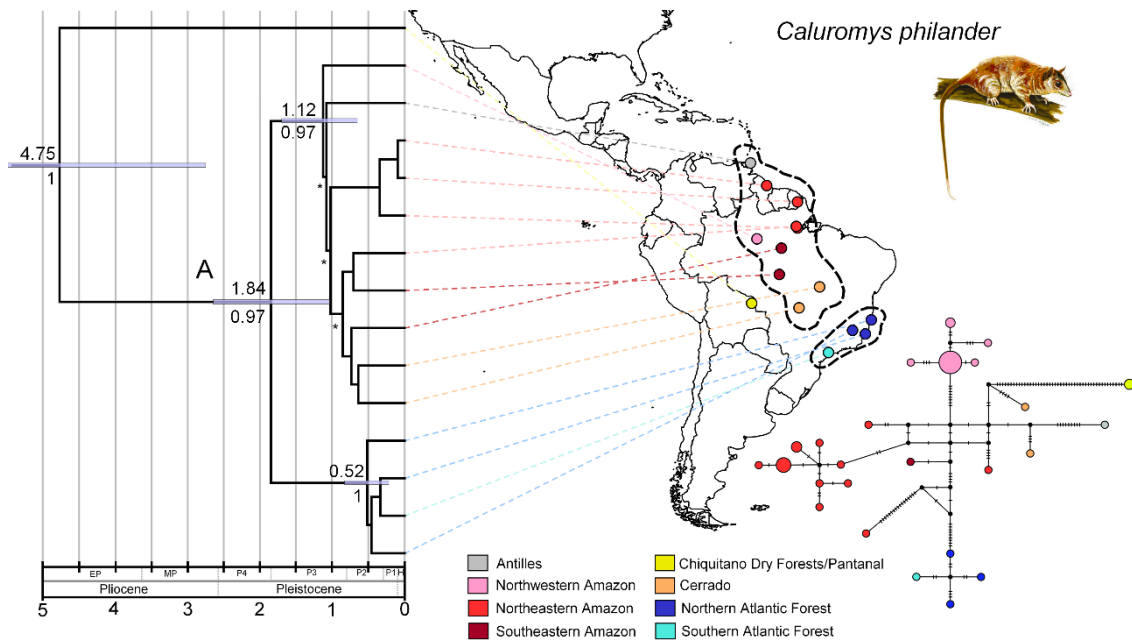 Caluromys philander
4.75
1
1.12
0.97
*
*
*
A
1.84
0.97
0.52
1
EP MP P4 P3 P2 P1 H
Pliocene Pleistocene
5 4 3 2 1 0
Antilles
Northwestern Amazon
Northeastern Amazon
Southeastern Amazon
Chiquitano Dry Forests/Pantanal
Cerrado
Northern Atlantic Forest
Southern Atlantic Forest